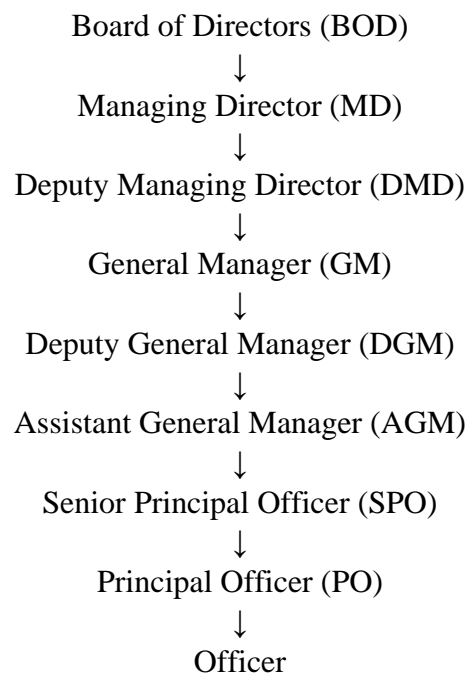 Board of Directors (BOD)
↓
Managing Director (MD)
↓
Deputy Managing Director (DMD)
↓
General Manager (GM)
↓
Deputy General Manager (DGM)
↓
Assistant General Manager (AGM)
↓
Senior Principal Officer (SPO)
↓
Principal Officer (PO)
↓
Officer